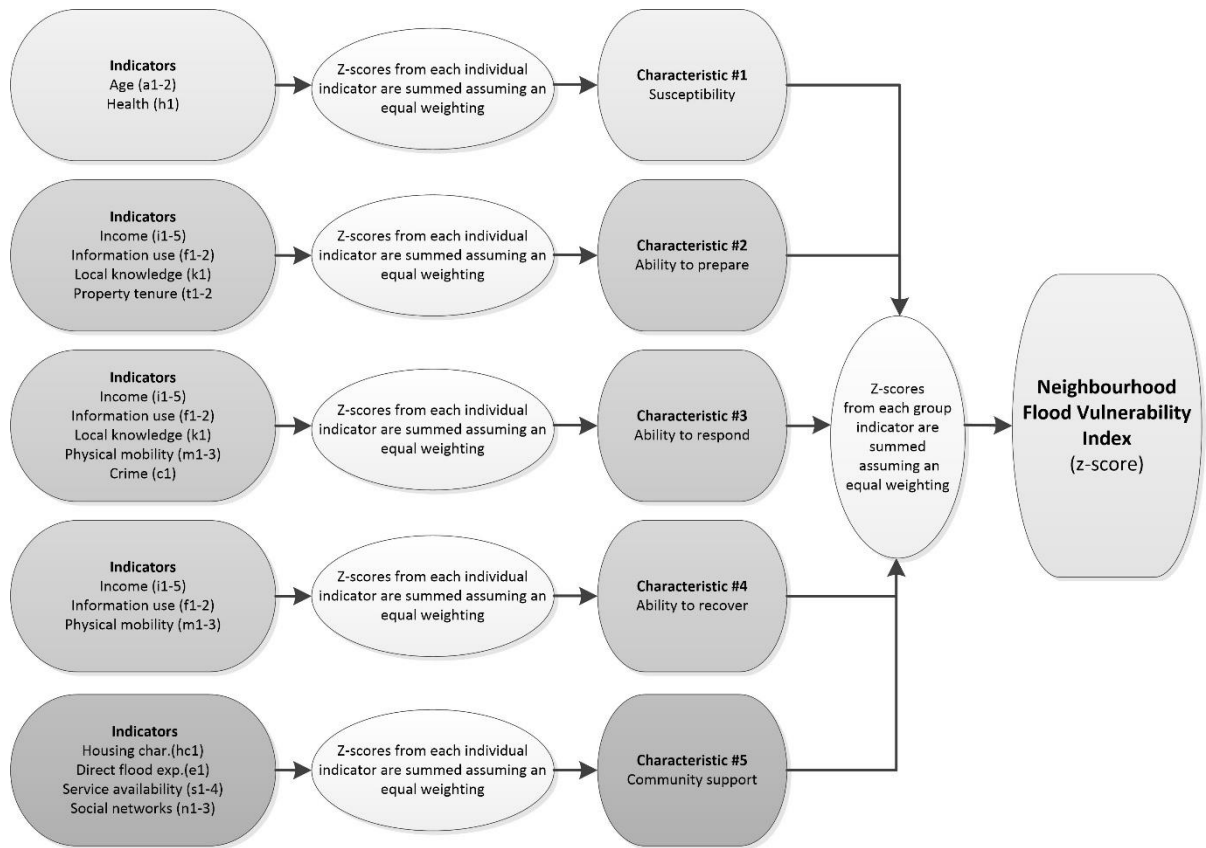 Indicators
Age (a1-2)
Health (h1)
Z-scores from each individual
indicator are summed assuming an
equal weighting
Characteristic #1
Susceptibility
Indicators
Income (i1-5)
Information use (f1-2)
Local knowledge (k1)
Property tenure (t1-2
Z-scores from each individual
indicator are summed assuming an
equal weighting
Characteristic #2
Ability to prepare
Indicators
Income (i1-5)
Information use (f1-2)
Local knowledge (k1)
Physical mobility (m1-3)
Crime (c1)
Z-scores from each individual
indicator are summed assuming an
equal weighting
Characteristic #3
Ability to respond
Indicators
Income (i1-5)
Information use (f1-2)
Physical mobility (m1-3)
Z-scores from each individual
indicator are summed assuming an
equal weighting
Characteristic #4
Ability to recover
Indicators
Housing char.(hc1)
Direct flood exp.(e1)
Service availability (s1-4)
Social networks (n1-3)
Z-scores from each individual
indicator are summed assuming an
equal weighting
Characteristic #5
Community support
Z-scores
from each group
indicator are
summed
assuming an
equal weighting
Neighbourhood
Flood Vulnerability
Index
(z-score)